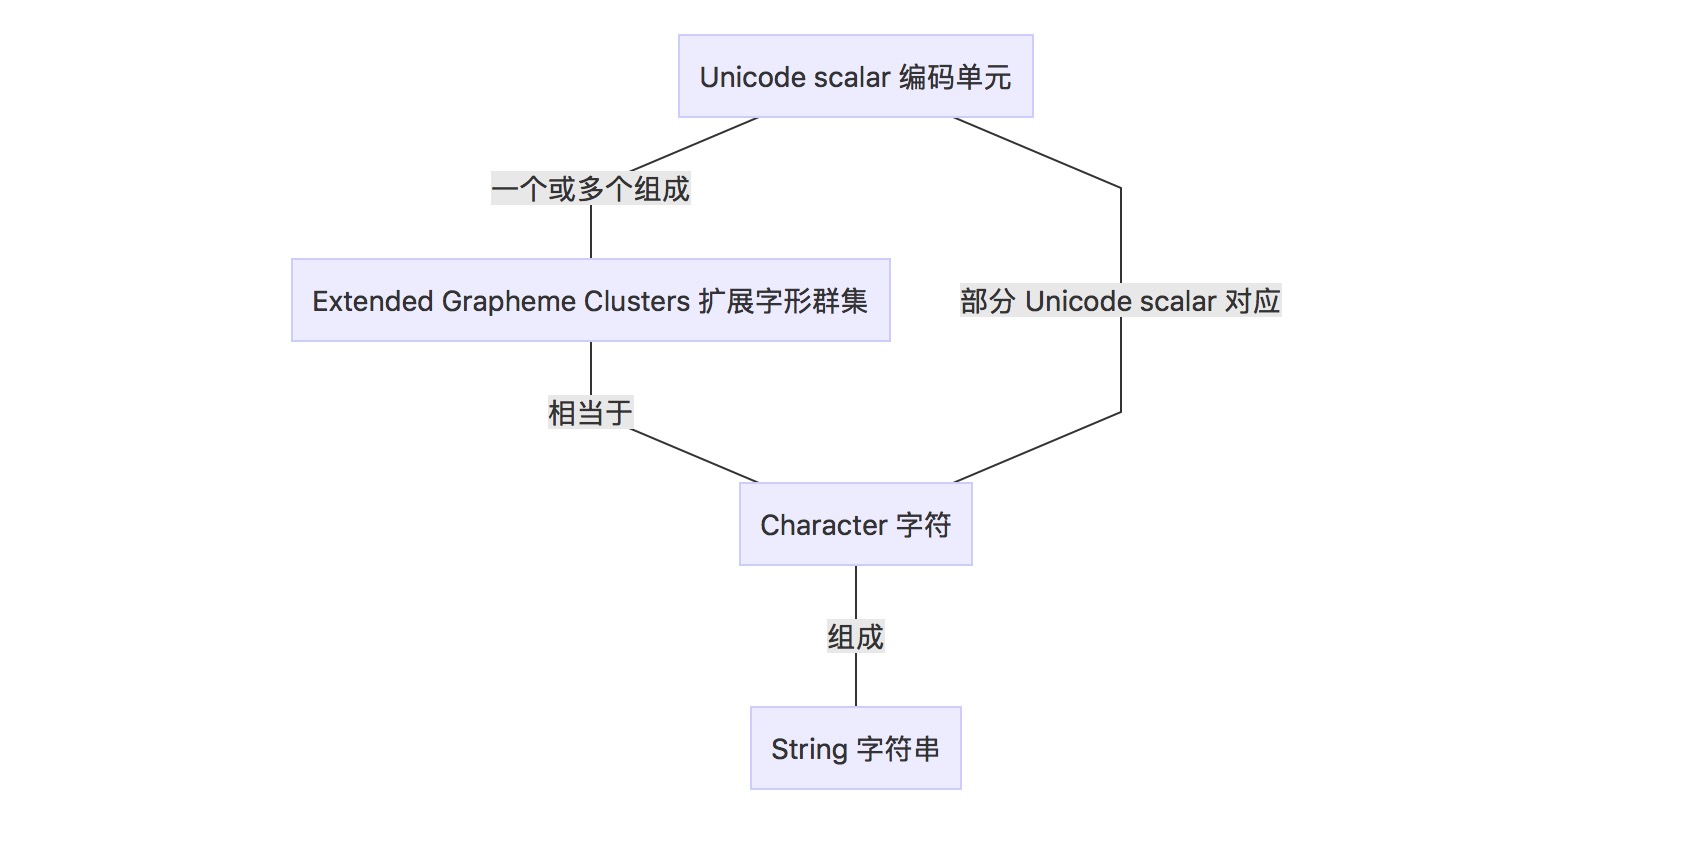 Unicode scalar 编码单元
一个或多个组成
Extended Grapheme Clusters 扩展字形群集
部分 Unicode scalar 对应
相当于
Character 字符
组成
String 字符串